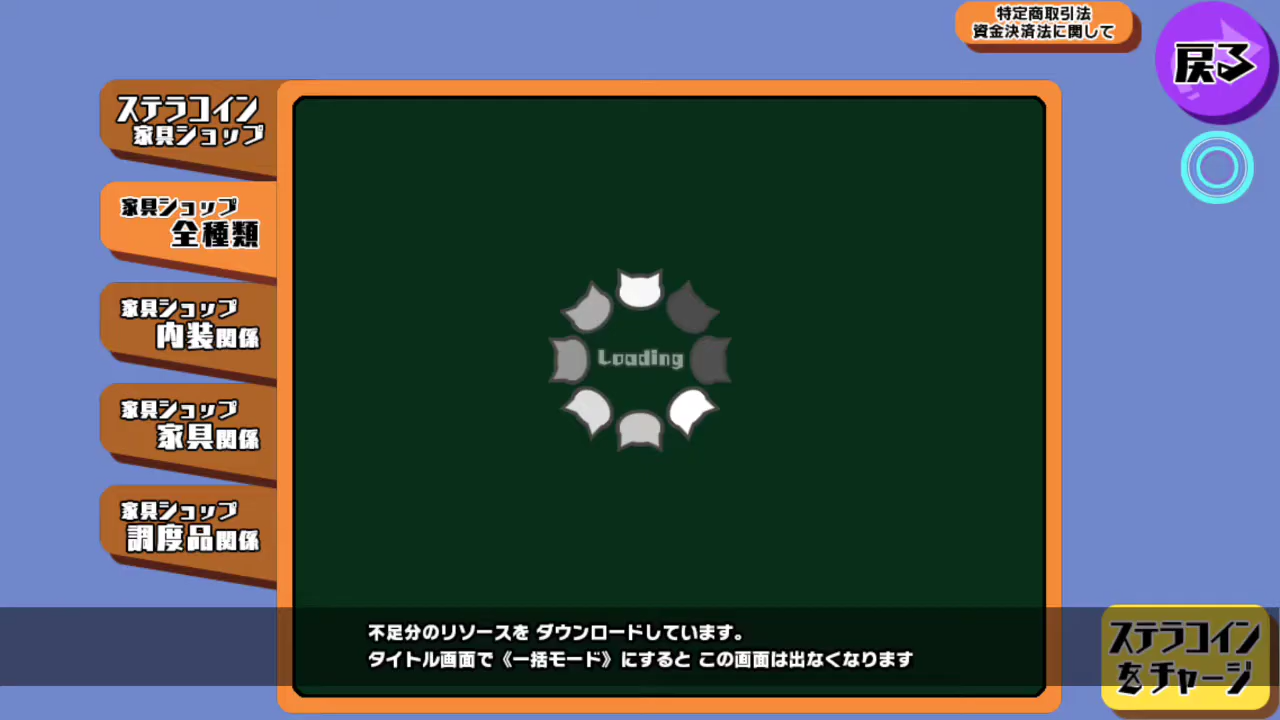 特定商取引法
資金決済法に関して
戻る
ステラコイン
家具ショップ
家具ショップ
全種類
家具ショップ
内装関係
家具ショップ
家具関係
家具ショップ
調度品関係
Loading
不足分のリソースを ダウンロードしています。
タイトル画面で《一括モード》にすると この画面は出なくなります
ステラコイン
をチャージ